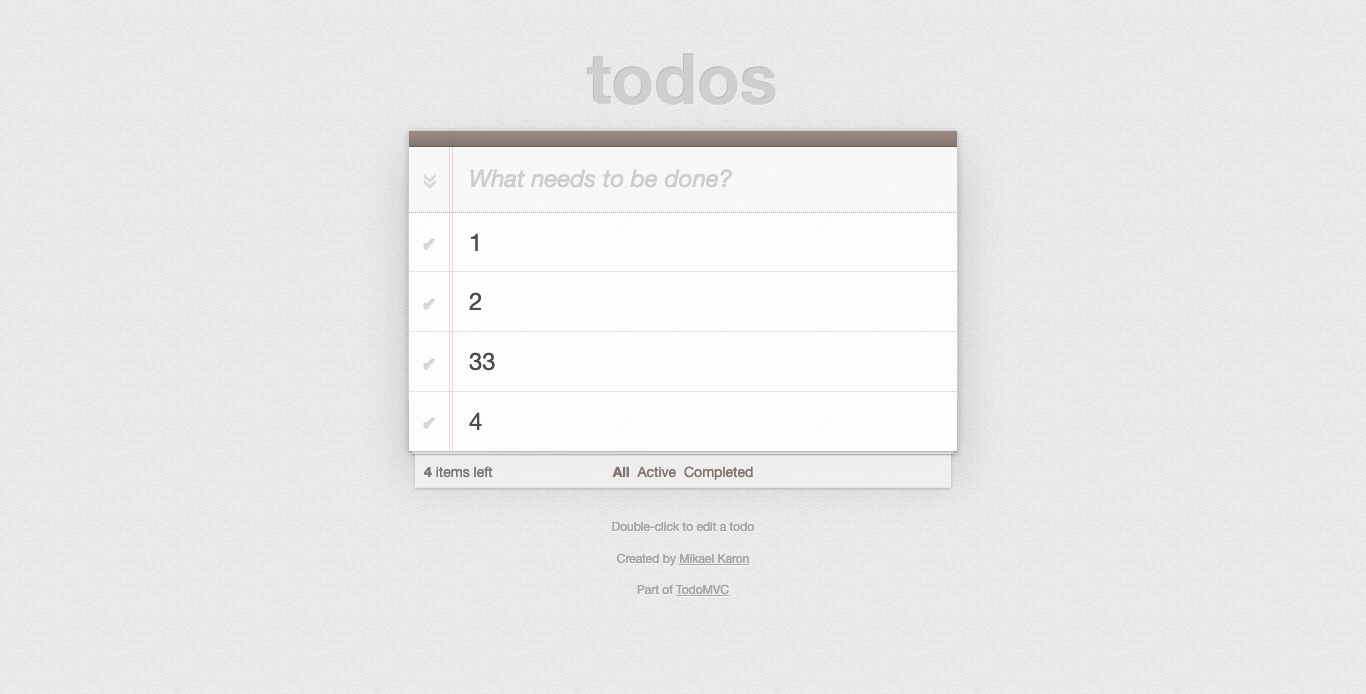 todos
What needs to be done?
1
2
33
4
4 items left All Active Completed
Double-click to edit a todo
Created by Mikael Karon
Part of TodoMVC